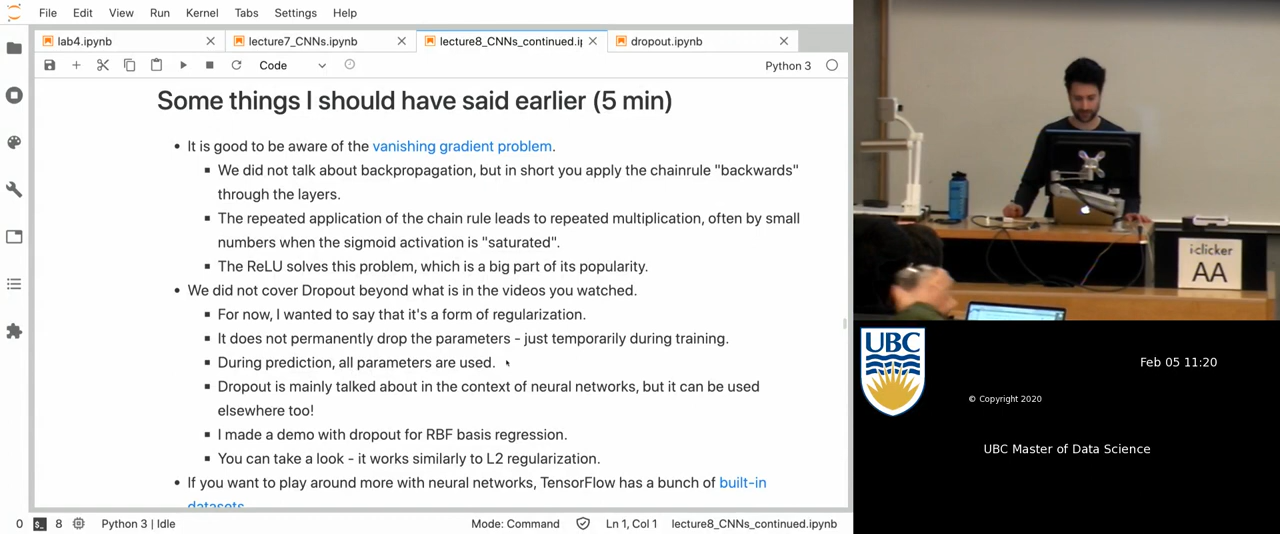 File Edit View Run Kernel Tabs Settings Help
lab4.ipynb lecture7_CNNs.ipynb lecture8_CNNs_continued.i dropout.ipynb
Code Python 3
Some things I should have said earlier (5 min)
• It is good to be aware of the vanishing gradient problem.
▪ We did not talk about backpropagation, but in short you apply the chainrule "backwards"
through the layers.
▪ The repeated application of the chain rule leads to repeated multiplication, often by small
numbers when the sigmoid activation is "saturated".
▪ The ReLU solves this problem, which is a big part of its popularity.
• We did not cover Dropout beyond what is in the videos you watched.
▪ For now, I wanted to say that it's a form of regularization.
▪ It does not permanently drop the parameters - just temporarily during training.
▪ During prediction, all parameters are used.
▪ Dropout is mainly talked about in the context of neural networks, but it can be used
elsewhere too!
▪ I made a demo with dropout for RBF basis regression.
▪ You can take a look - it works similarly to L2 regularization.
• If you want to play around more with neural networks, TensorFlow has a bunch of built-in
datasets
0 8 Python 3 | Idle Mode: Command Ln 1, Col 1 lecture8_CNNs_continued.ipynb
i>clicker
AA
UBC
Feb 05 11:20
© Copyright 2020
UBC Master of Data Science